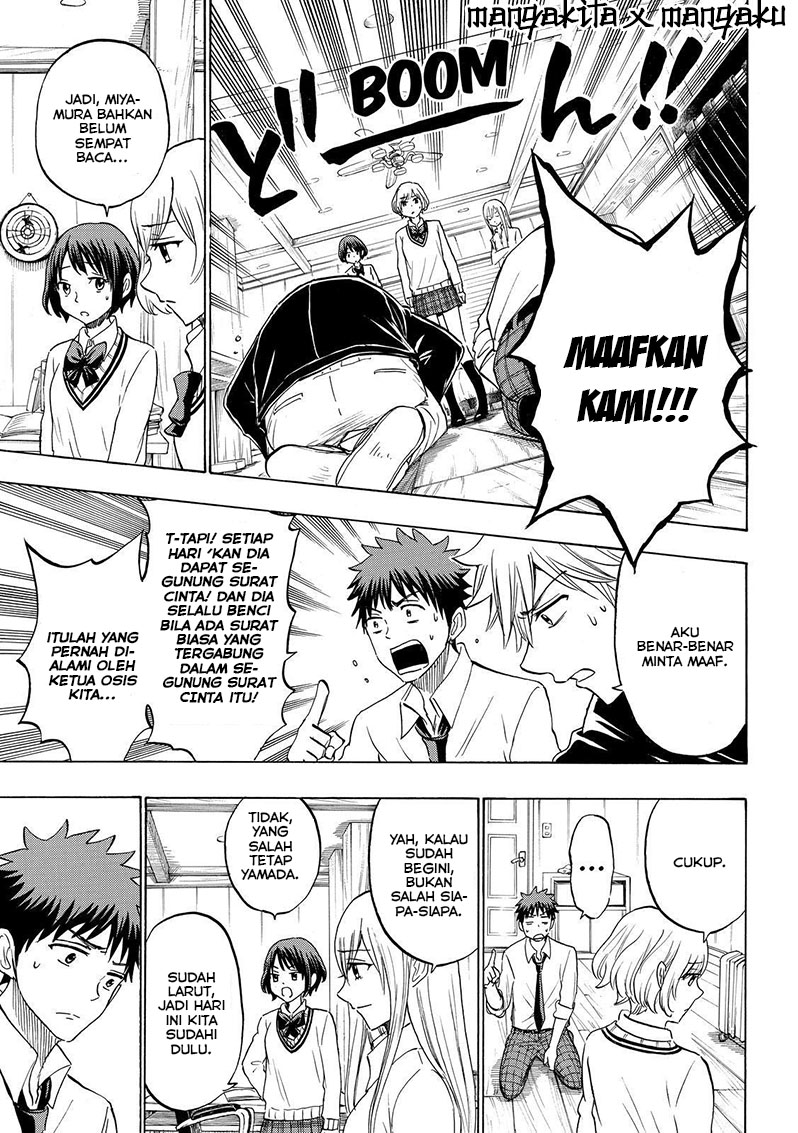 mangakita x mangaku
どーん!!
BOOM
MAAFKAN
KAMI!!!
JADI, MIYA-
MURA BAHKAN
BELUM
SEMPAT
BACA...
AKU
BENAR-BENAR
MINTA MAAF.
T-TAPI! SETIAP
HARI 'KAN DIA
DAPAT SE-
GUNUNG SURAT
CINTA! DAN DIA
SELALU BENCI
BILA ADA SURAT
BIASA YANG
TERGABUNG
DALAM SE-
GUNUNG SURAT
CINTA ITU!
ITULAH YANG
PERNAH DI-
ALAMI OLEH
KETUA OSIS
KITA...
CUKUP.
...
YAH, KALAU
SUDAH
BEGINI,
BUKAN
SALAH SIA-
PA-SIAPA.
TIDAK,
YANG
SALAH
TETAP
YAMADA.
SUDAH
LARUT,
JADI HARI
INI KITA
SUDAHI
DULU.